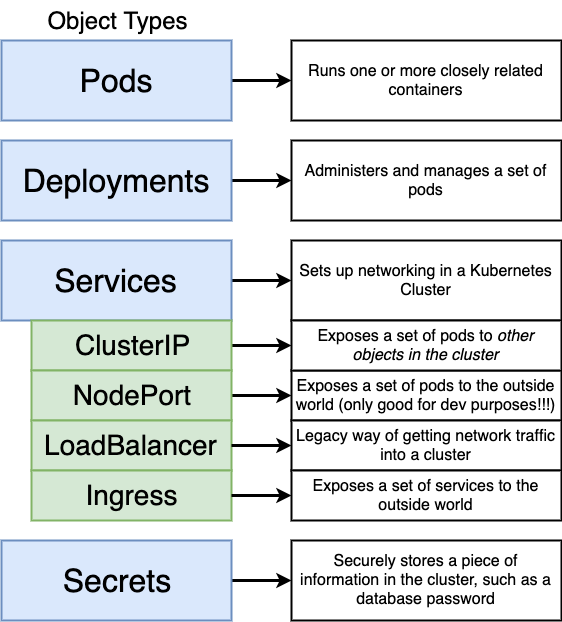 Object Types
Pods
Runs one or more closely related
containers
Deployments
Administers and manages a set of
pods
Services
Sets up networking in a Kubernetes
Cluster
ClusterIP
Exposes a set of pods to other
objects in the cluster
NodePort
Exposes a set of pods to the outside
world (only good for dev purposes!!!)
LoadBalancer
Legacy way of getting network traffic
into a cluster
Ingress
Exposes a set of services to the
outside world
Secrets
Securely stores a piece of
information in the cluster, such as a
database password